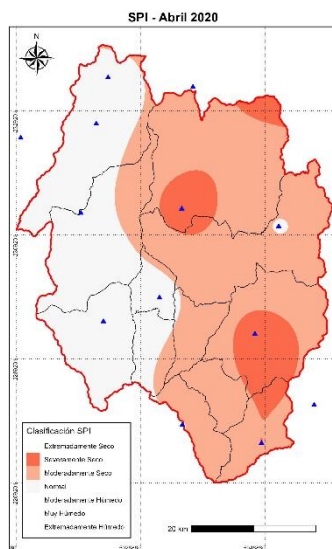 SPI - Abril 2020
N
Clasificación SPI
Extremadamente Seco
Severamente Seco
Moderadamente Seco
Normal
Moderadamente Húmedo
Muy Húmedo
Extremadamente Húmedo
20 km